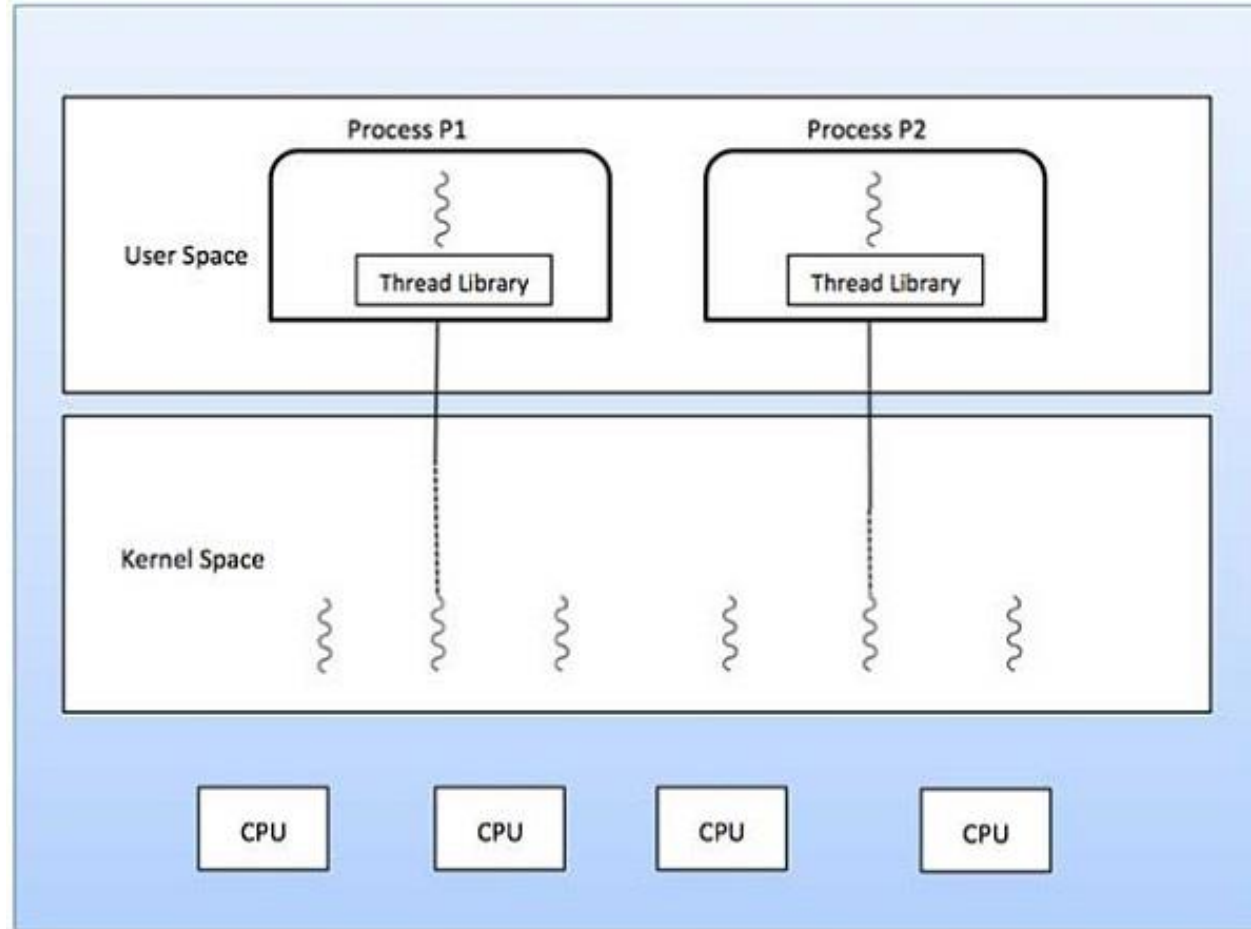 Process P1
Process P2
User Space
Thread Library
Thread Library
Kernel Space
CPU
CPU
CPU
CPU